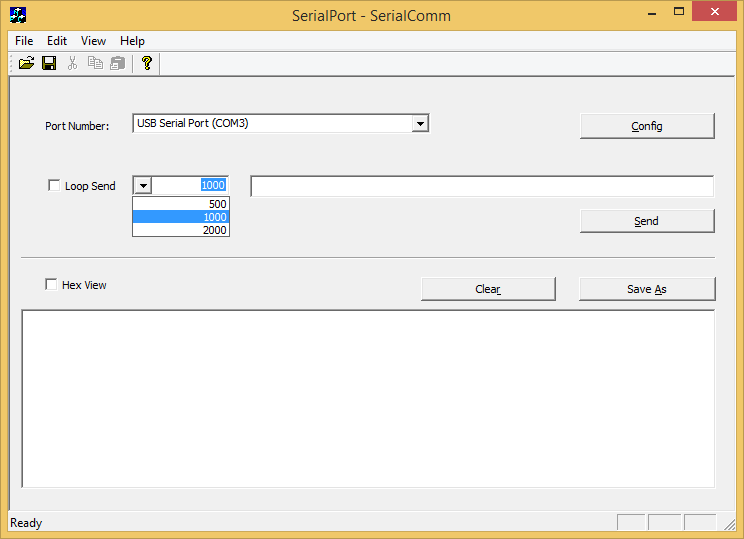 SerialPort - SerialComm
File Edit View Help
?
Port Number: USB Serial Port (COM3) Config
Loop Send 1000
500
1000
2000
Send
Hex View Clear Save As
Ready